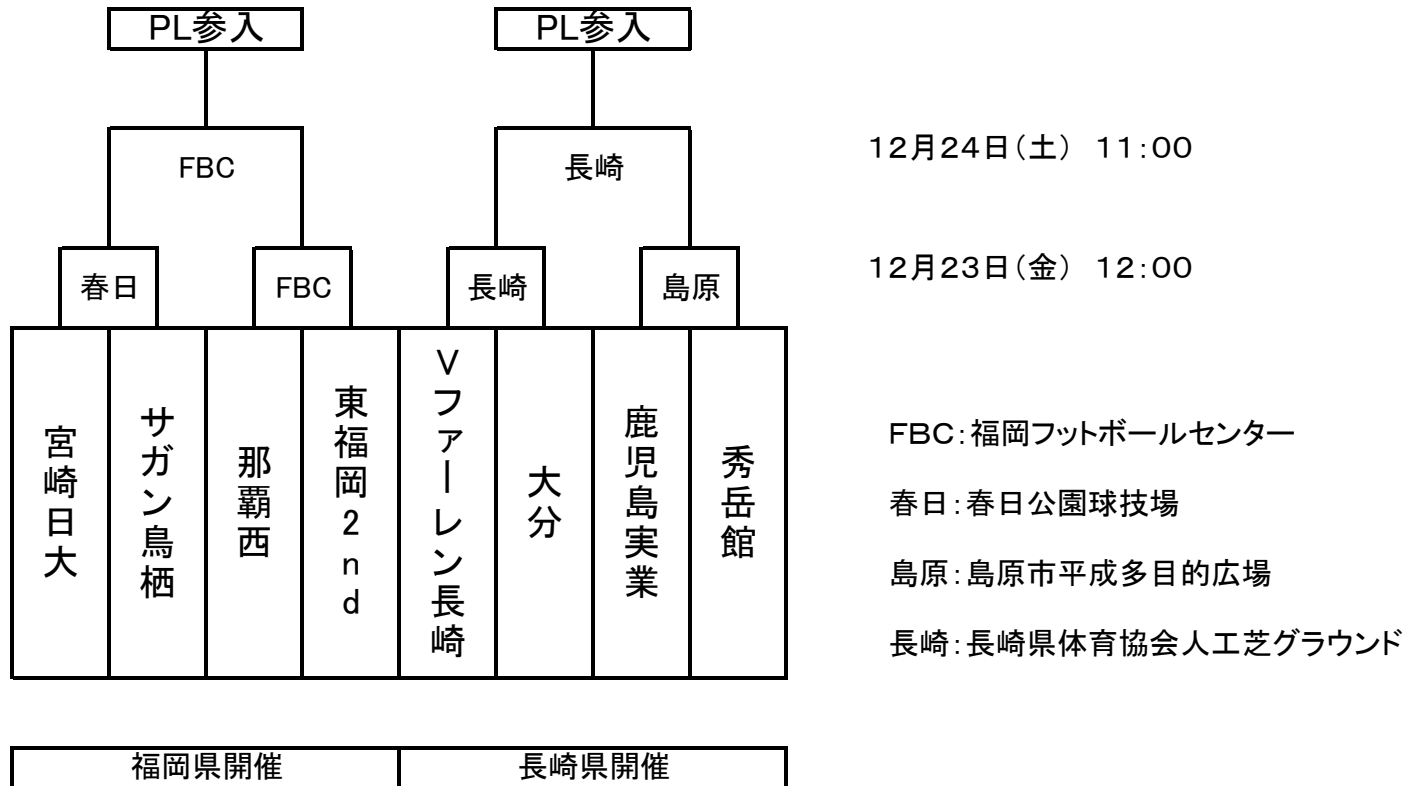 PL参入 PL参入
FBC 長崎 12月24日(土) 11:00
春日 FBC 長崎 島原 12月23日(金) 12:00
宮崎日大
サガン鳥栖
那覇西
東福岡2nd
Vファーレン長崎
大分
鹿児島実業
秀岳館
FBC:福岡フットボールセンター
春日:春日公園球技場
島原:島原市平成多目的広場
長崎:長崎県体育協会人工芝グラウンド
福岡県開催 長崎県開催